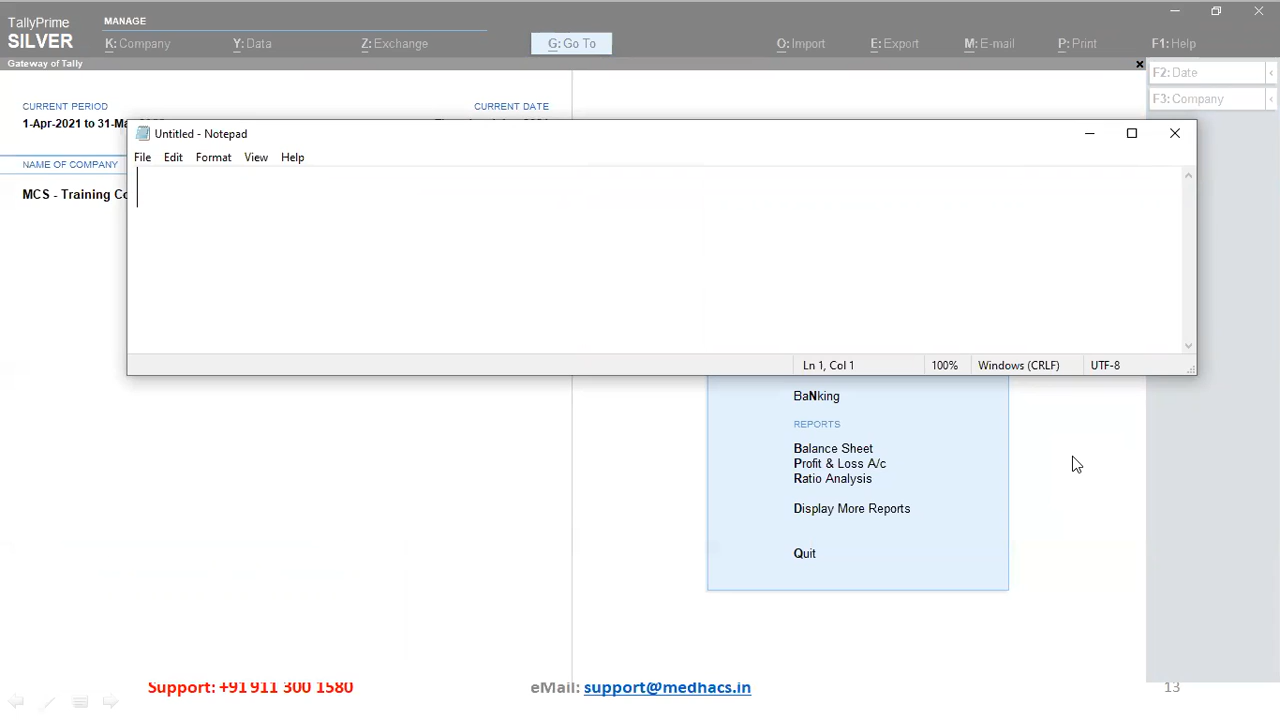 TallyPrime
SILVER
MANAGE
K: Company
Y: Data
Z: Exchange
G: Go To
O: Import
E: Export
M: E-mail
P: Print
F1: Help
Gateway of Tally
F2: Date
F3: Company
CURRENT PERIOD
CURRENT DATE
1-Apr-2021 to 31-Ma
NAME OF COMPANY
MCS - Training Co
Untitled - Notepad
File Edit Format View Help
Ln 1, Col 1
100%
Windows (CRLF)
UTF-8
BaNking
REPORTS
Balance Sheet
Profit & Loss A/c
Ratio Analysis
Display More Reports
Quit
Support: +91 911 300 1580
eMail: support@medhacs.in
13